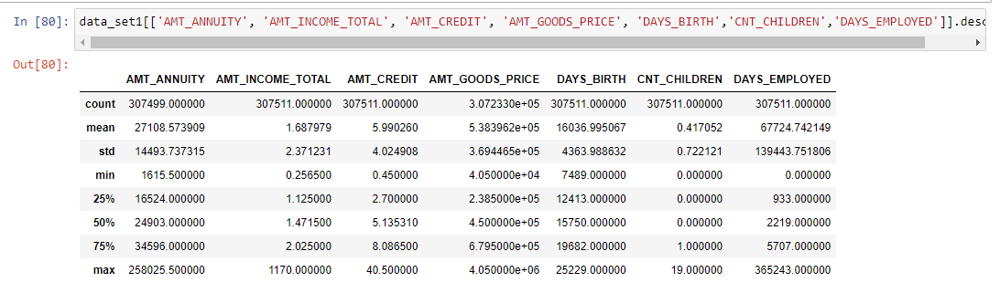 In [80]: data_set1[['AMT_ANNUITY', 'AMT_INCOME_TOTAL', 'AMT_CREDIT', 'AMT_GOODS_PRICE', 'DAYS_BIRTH','CNT_CHILDREN','DAYS_EMPLOYED']].desc
Out[80]:
AMT_ANNUITY AMT_INCOME_TOTAL AMT_CREDIT AMT_GOODS_PRICE DAYS_BIRTH CNT_CHILDREN DAYS_EMPLOYED
count 307499.000000 307511.000000 307511.000000 3.072330e+05 307511.000000 307511.000000 307511.000000
mean 27108.573909 1.687979 5.990260 5.383962e+05 16036.995067 0.417052 67724.742149
std 14493.737315 2.371231 4.024908 3.694465e+05 4363.988632 0.722121 139443.751806
min 1615.500000 0.256500 0.450000 4.050000e+04 7489.000000 0.000000 0.000000
25% 16524.000000 1.125000 2.700000 2.385000e+05 12413.000000 0.000000 933.000000
50% 24903.000000 1.471500 5.135310 4.500000e+05 15750.000000 0.000000 2219.000000
75% 34596.000000 2.025000 8.086500 6.795000e+05 19682.000000 1.000000 5707.000000
max 258025.500000 1170.000000 40.500000 4.050000e+06 25229.000000 19.000000 365243.000000